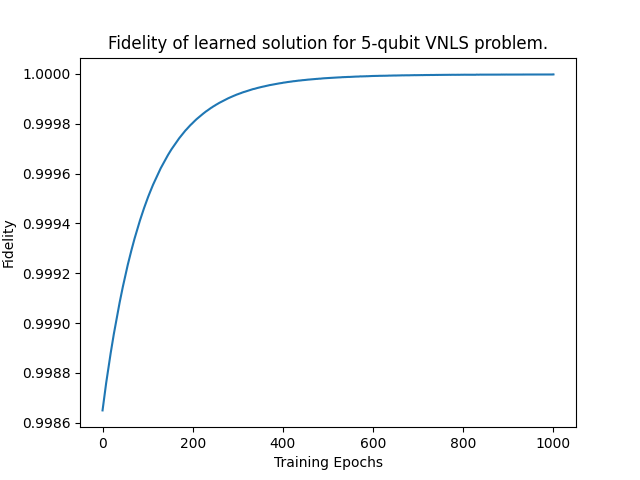 Fidelity of learned solution for 5-qubit VNLS problem.
1.0000
0.9998
0.9996
0.9994
0.9992
0.9990
0.9988
0.9986
Fidelity
0 200 400 600 800 1000
Training Epochs